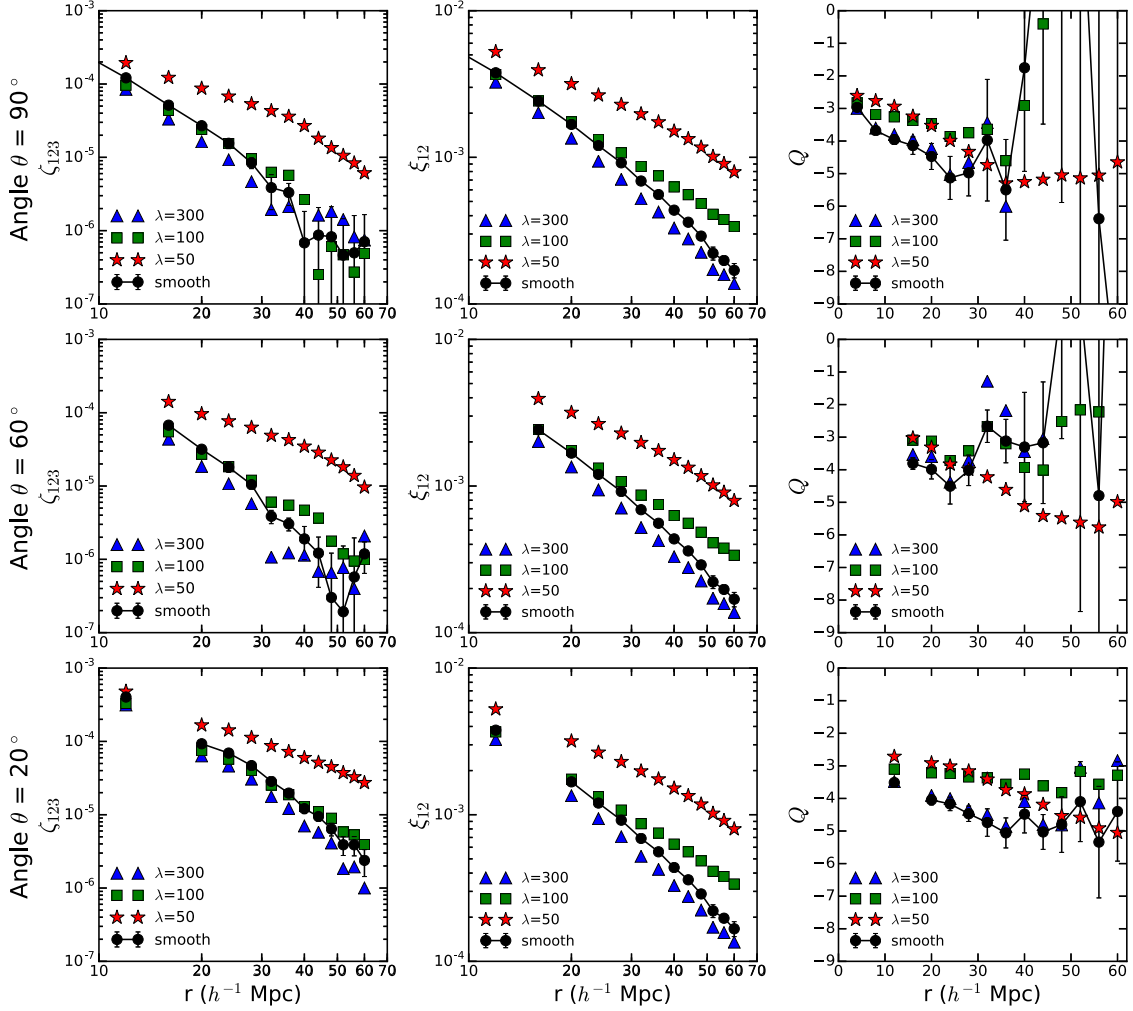 Angle θ = 90°
ζ₁₂₃
10⁻³
10⁻⁴
10⁻⁵
10⁻⁶
10⁻⁷
λ=300
λ=100
λ=50
smooth
10 20 30 40 50 60 70
ξ₁₂
10⁻²
10⁻³
10⁻⁴
λ=300
λ=100
λ=50
smooth
10 20 30 40 50 60 70
Q
0
−1
−2
−3
−4
−5
−6
−7
−8
−9
λ=300
λ=100
λ=50
smooth
0 10 20 30 40 50 60
Angle θ = 60°
ζ₁₂₃
10⁻³
10⁻⁴
10⁻⁵
10⁻⁶
10⁻⁷
λ=300
λ=100
λ=50
smooth
10 20 30 40 50 60 70
ξ₁₂
10⁻²
10⁻³
10⁻⁴
λ=300
λ=100
λ=50
smooth
10 20 30 40 50 60 70
Q
0
−1
−2
−3
−4
−5
−6
−7
−8
−9
λ=300
λ=100
λ=50
smooth
0 10 20 30 40 50 60
Angle θ = 20°
ζ₁₂₃
10⁻³
10⁻⁴
10⁻⁵
10⁻⁶
10⁻⁷
λ=300
λ=100
λ=50
smooth
10 20 30 40 50 60 70
r (h⁻¹ Mpc)
ξ₁₂
10⁻²
10⁻³
10⁻⁴
λ=300
λ=100
λ=50
smooth
10 20 30 40 50 60 70
r (h⁻¹ Mpc)
Q
0
−1
−2
−3
−4
−5
−6
−7
−8
−9
λ=300
λ=100
λ=50
smooth
0 10 20 30 40 50 60
r (h⁻¹ Mpc)